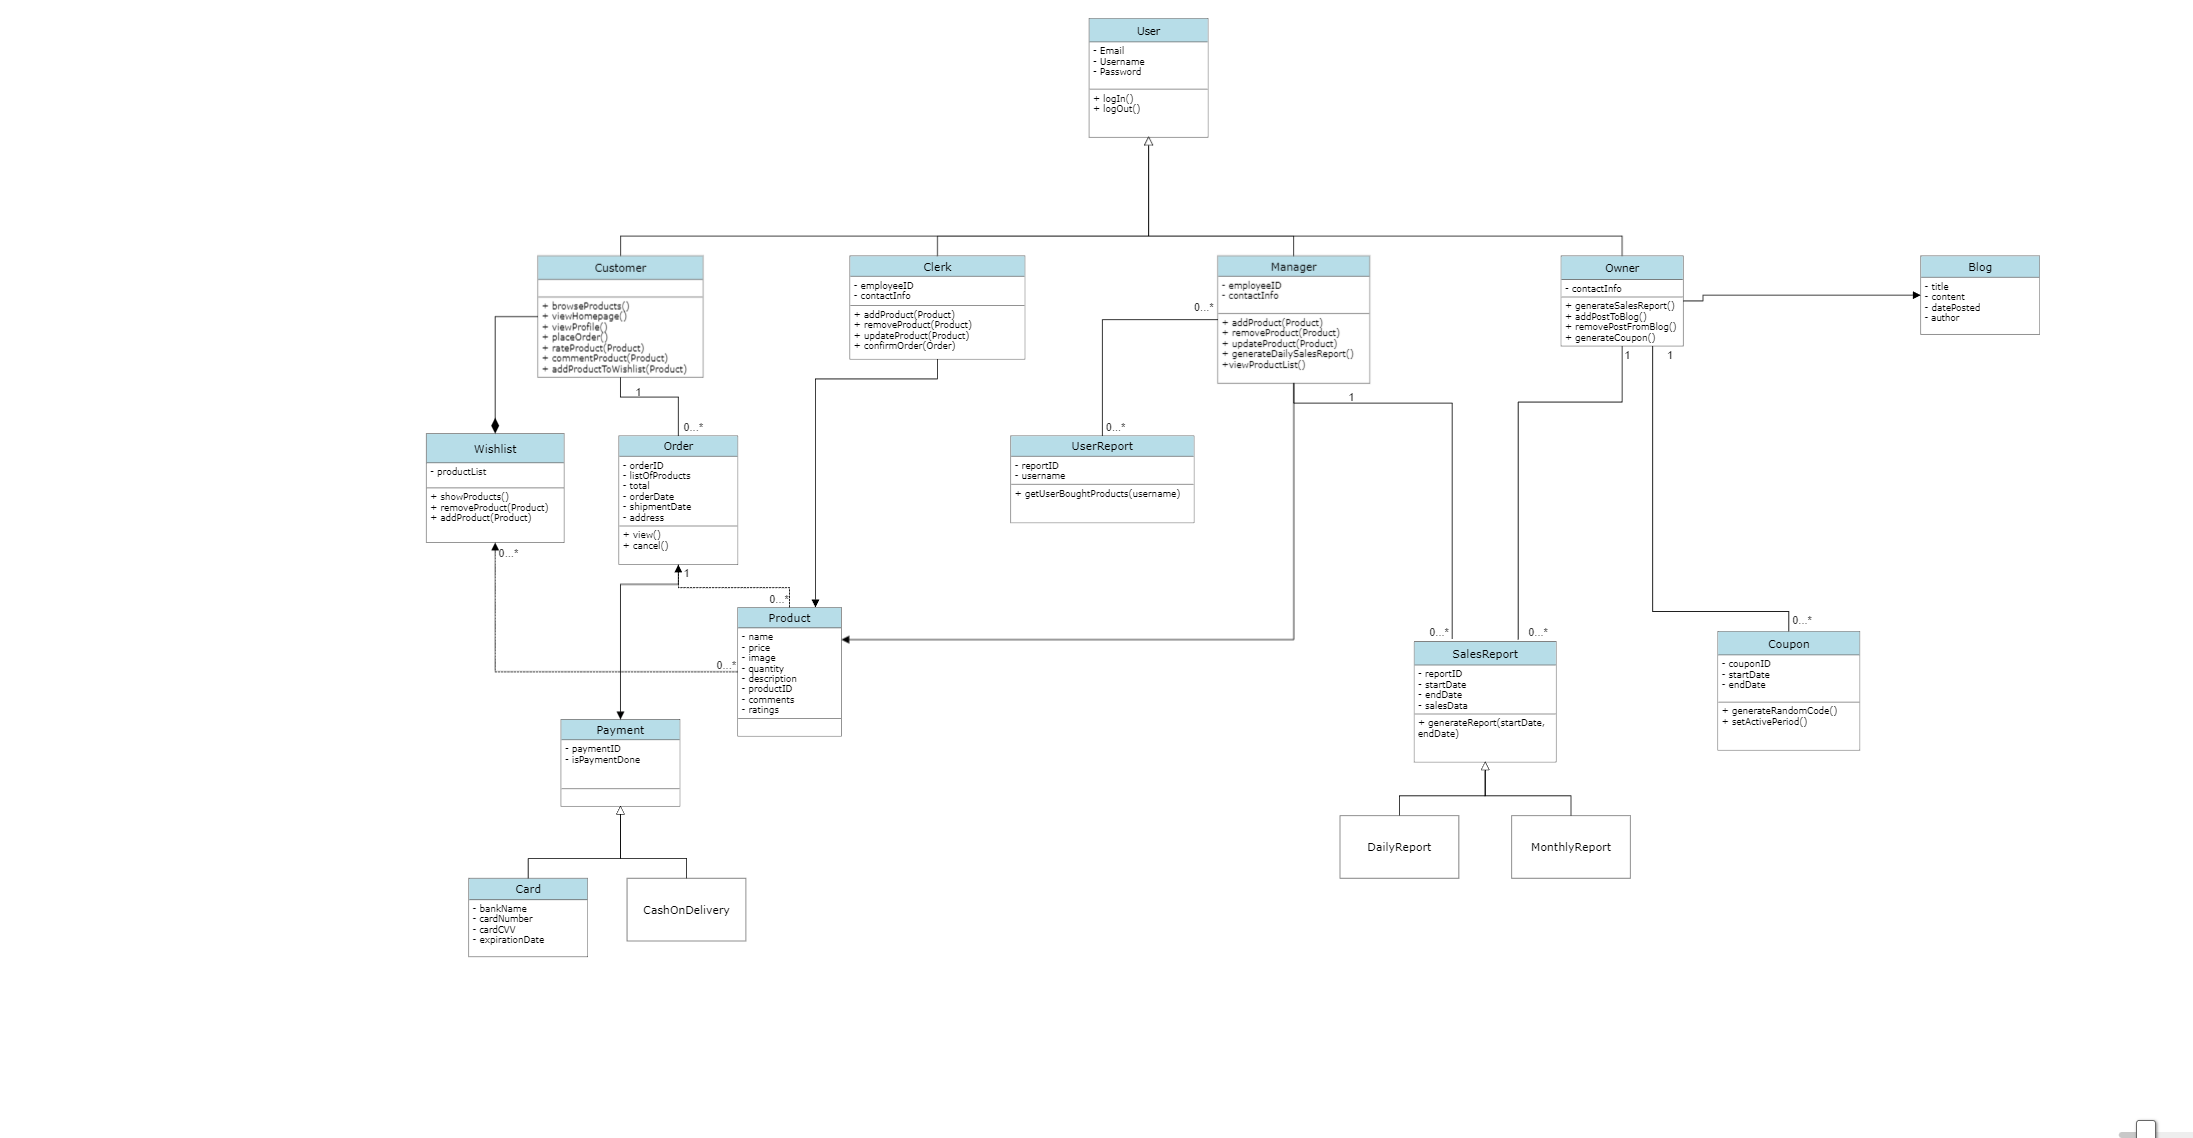 User
- Email
- Username
- Password
+ logIn()
+ logOut()
Customer
+ browseProducts()
+ viewHomepage()
+ viewProfile()
+ placeOrder()
+ rateProduct(Product)
+ commentProduct(Product)
+ addProductToWishlist(Product)
1
Clerk
- employeeID
- contactInfo
+ addProduct(Product)
+ removeProduct(Product)
+ updateProduct(Product)
+ confirmOrder(Order)
Manager
- employeeID
- contactInfo
+ addProduct(Product)
+ removeProduct(Product)
+ updateProduct(Product)
+ generateDailySalesReport()
+viewProductList()
0...*
1
Owner
- contactInfo
+ generateSalesReport()
+ addPostToBlog()
+ removePostFromBlog()
+ generateCoupon()
1
1
Blog
- title
- content
- datePosted
- author
Wishlist
- productList
+ showProducts()
+ removeProduct(Product)
+ addProduct(Product)
0...*
0...*
Order
- orderID
- listOfProducts
- total
- orderDate
- shipmentDate
- address
+ view()
+ cancel()
1
0...*
UserReport
- reportID
- username
+ getUserBoughtProducts(username)
0...*
Product
- name
- price
- image
- quantity
- description
- productID
- comments
- ratings
0...*
0...*
0...*
SalesReport
- reportID
- startDate
- endDate
- salesData
+ generateReport(startDate,
endDate)
0...*
Coupon
- couponID
- startDate
- endDate
+ generateRandomCode()
+ setActivePeriod()
Payment
- paymentID
- isPaymentDone
DailyReport
MonthlyReport
Card
- bankName
- cardNumber
- cardCVV
- expirationDate
CashOnDelivery